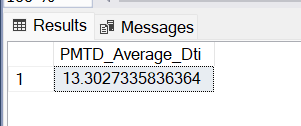 Results Messages
PMTD_Average_Dti
1 13.3027335836364